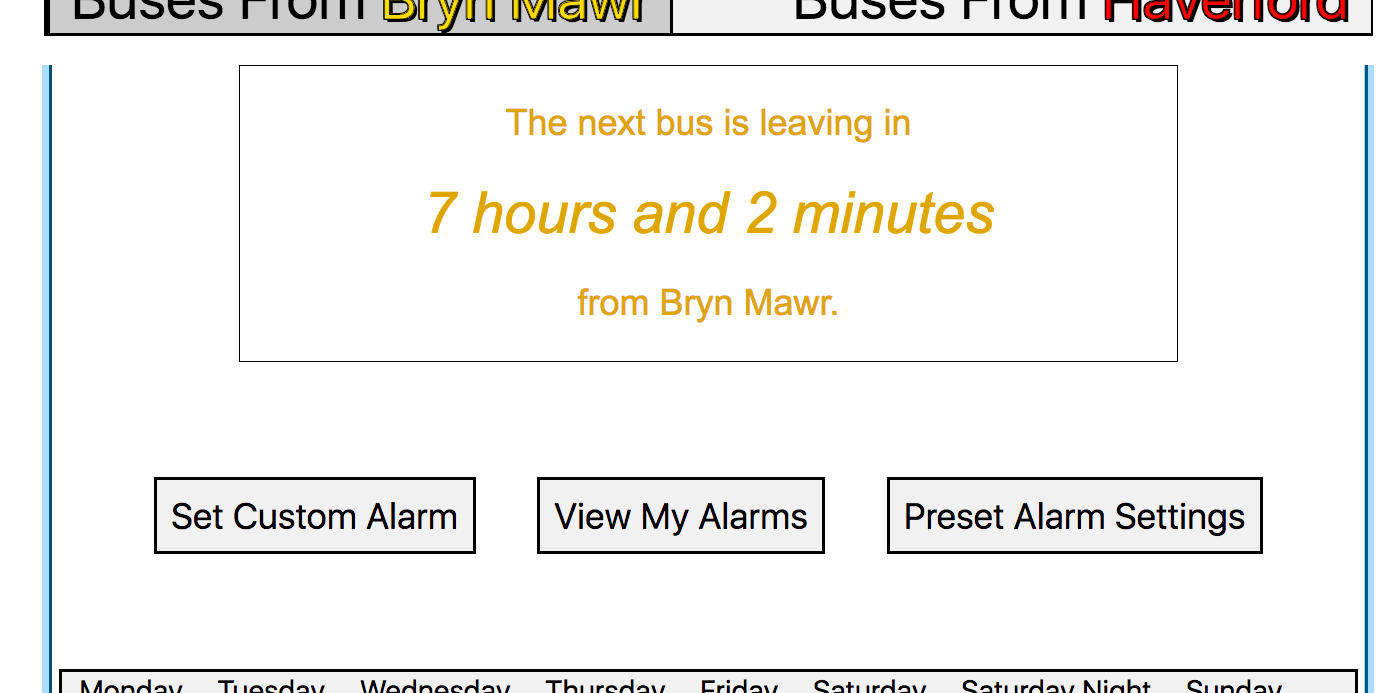 Buses From Bryn Mawr Buses From Haverford
The next bus is leaving in
7 hours and 2 minutes
from Bryn Mawr.
Set Custom Alarm View My Alarms Preset Alarm Settings
Monday Tuesday Wednesday Thursday Friday Saturday Saturday Night Sunday